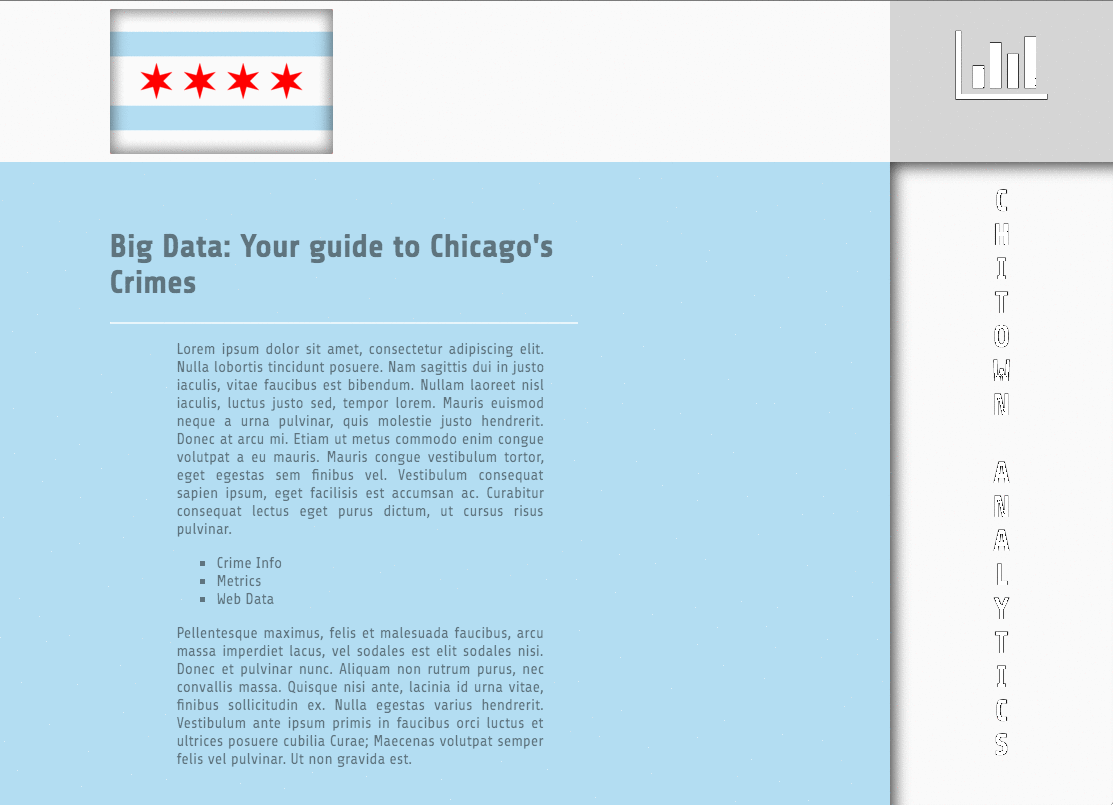 Big Data: Your guide to Chicago's
Crimes
Lorem ipsum dolor sit amet, consectetur adipiscing elit.
Nulla lobortis tincidunt posuere. Nam sagittis dui in justo
iaculis, vitae faucibus est bibendum. Nullam laoreet nisl
iaculis, luctus justo sed, tempor lorem. Mauris euismod
neque a urna pulvinar, quis molestie justo hendrerit.
Donec at arcu mi. Etiam ut metus commodo enim congue
volutpat a eu mauris. Mauris congue vestibulum tortor,
eget egestas sem finibus vel. Vestibulum consequat
sapien ipsum, eget facilisis est accumsan ac. Curabitur
consequat lectus eget purus dictum, ut cursus risus
pulvinar.
Crime Info
Metrics
Web Data
Pellentesque maximus, felis et malesuada faucibus, arcu
massa imperdiet lacus, vel sodales est elit sodales nisi.
Donec et pulvinar nunc. Aliquam non rutrum purus, nec
convallis massa. Quisque nisi ante, lacinia id urna vitae,
finibus sollicitudin ex. Nulla egestas varius hendrerit.
Vestibulum ante ipsum primis in faucibus orci luctus et
ultrices posuere cubilia Curae; Maecenas volutpat semper
felis vel pulvinar. Ut non gravida est.
CHITOWN ANALYTICS